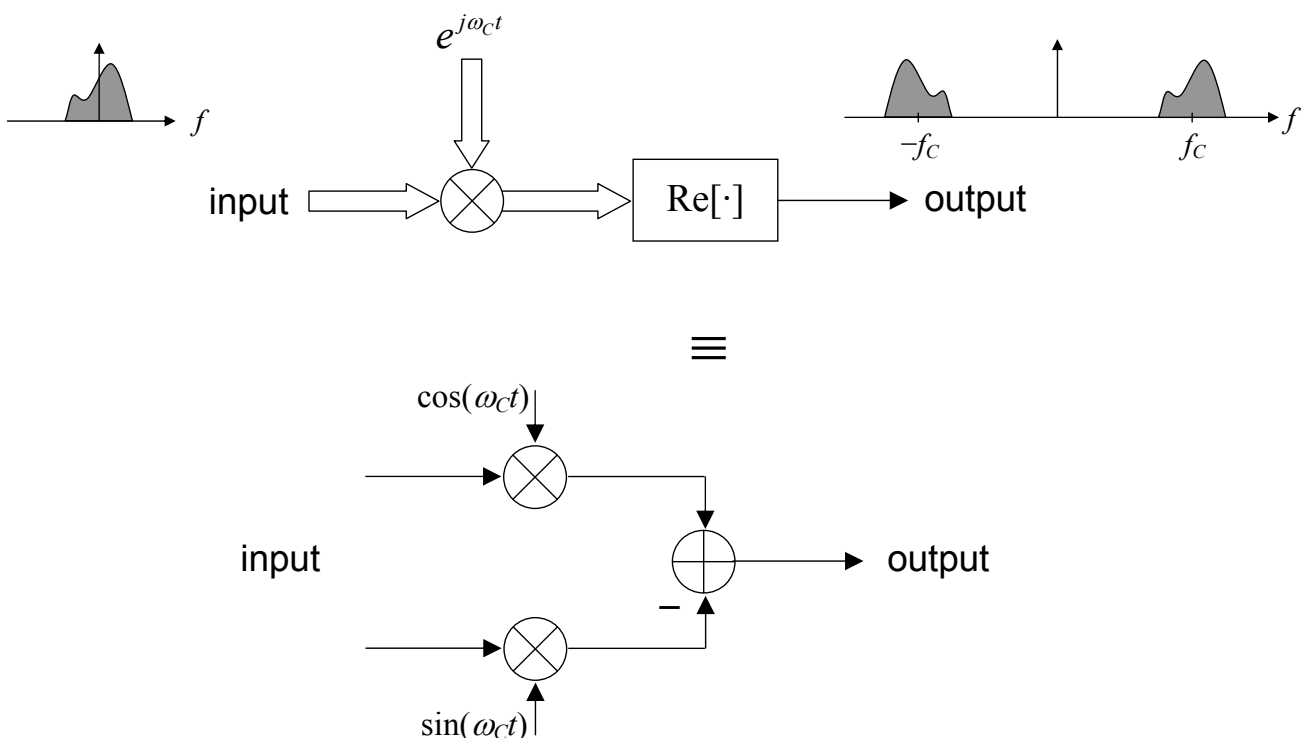 e^{jω_C t}
f
−f_C
f_C
f
input
Re[·]
output
≡
cos(ω_C t)
input
output
−
sin(ω_C t)